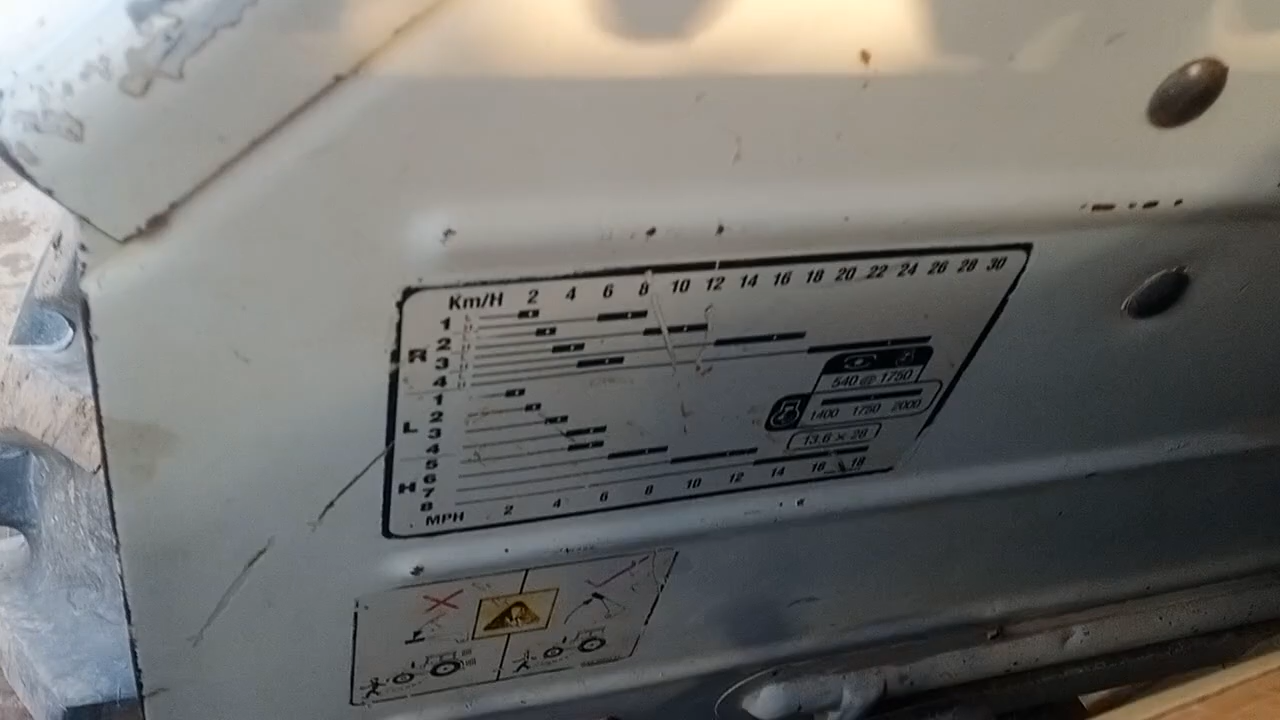 Km/H 2 4 6 8 10 12 14 16 18 20 22 24 26 28 30
1
2
R 3
4
1
2
L 3
4
5
6
H 7
8
540 @ 1750
1400 1750 2000
13.6 × 28
MPH 2 4 6 8 10 12 14 16 18